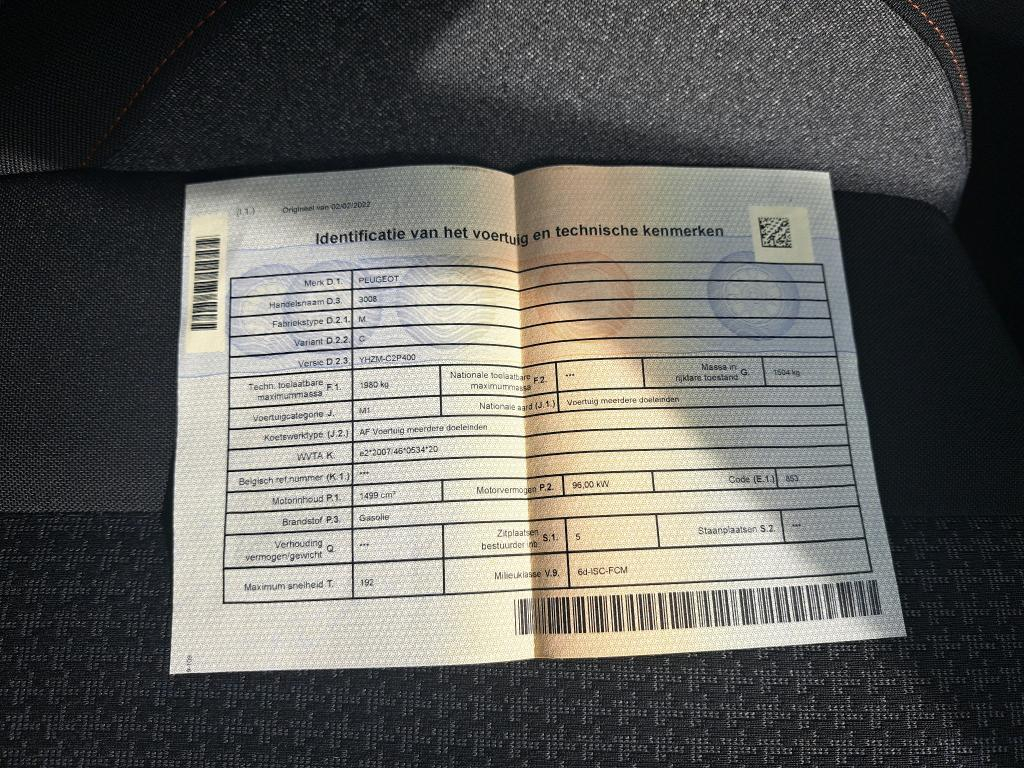 (I.1.) Origineel van 02/02/2022
Identificatie van het voertuig en technische kenmerken
Merk D.1. PEUGEOT
Handelsnaam D.3. 3008
Fabriekstype D.2.1. M
Variant D.2.2. C
Versie D.2.3. YHZM-C2P400
Techn. toelaatbare maximummassa F.1. 1980 kg Nationale toelaatbare maximummassa F.2. *** Massa in rijklare toestand G. 1504 kg
Voertuigcategorie J. M1 Nationale aard (J.1.) Voertuig meerdere doeleinden
Koetswerktype (J.2.) AF Voertuig meerdere doeleinden
WVTA K. e2*2007/46*0534*20
Belgisch ref.nummer (K.1.) ***
Motorinhoud P.1. 1499 cm³ Motorvermogen P.2. 96,00 kW Code (E.1.) 853
Brandstof P.3. Gasolie
Verhouding vermogen/gewicht Q. *** Zitplaatsen bestuurder inb. S.1. 5 Staanplaatsen S.2. ***
Maximum snelheid T. 192 Milieuklasse V.9. 6d-ISC-FCM